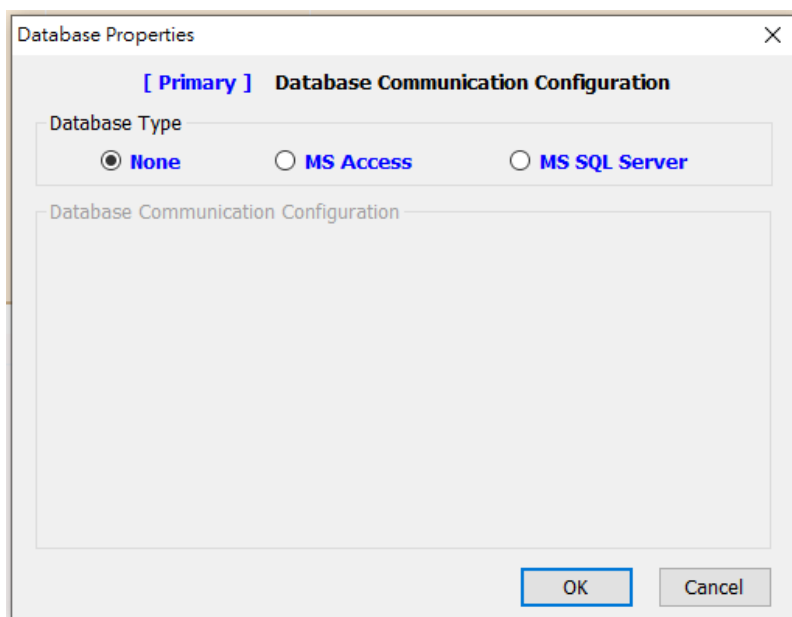 Database Properties
[ Primary ] Database Communication Configuration
Database Type
None MS Access MS SQL Server
Database Communication Configuration
OK Cancel